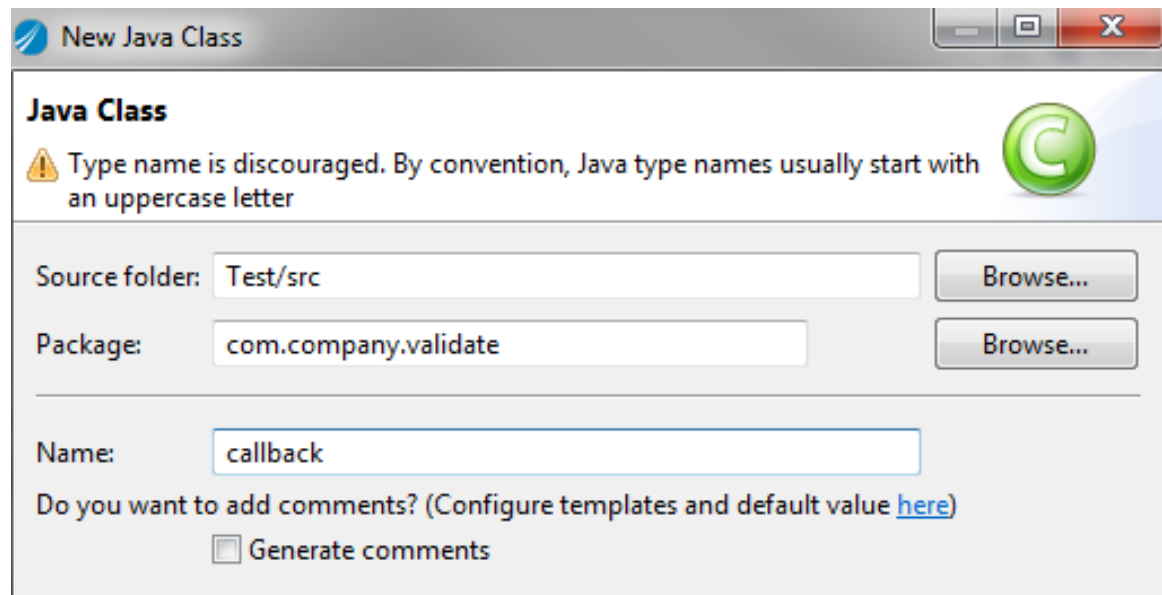 New Java Class
Java Class
Type name is discouraged. By convention, Java type names usually start with
an uppercase letter
Source folder: Test/src Browse...
Package: com.company.validate Browse...
Name: callback
Do you want to add comments? (Configure templates and default value here)
Generate comments